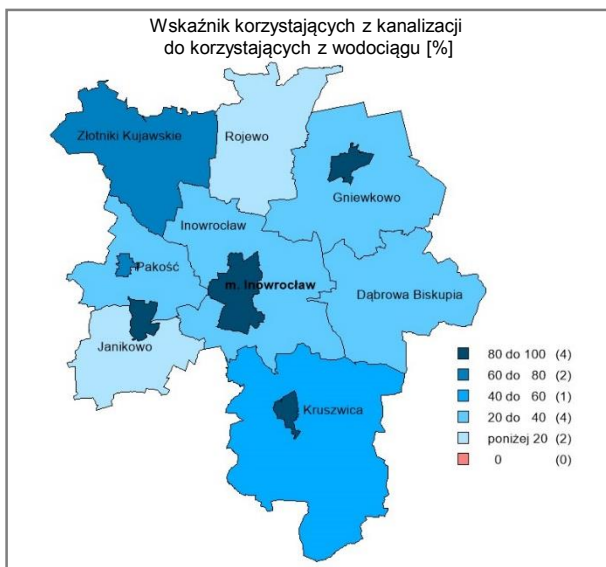 Wskaźnik korzystających z kanalizacji
do korzystających z wodociągu [%]
Złotniki Kujawskie
Rojewo
Gniewkowo
Inowrocław
Pakość
m. Inowrocław
Dąbrowa Biskupia
Janikowo
Kruszwica
80 do 100 (4)
60 do 80 (2)
40 do 60 (1)
20 do 40 (4)
poniżej 20 (2)
0 (0)